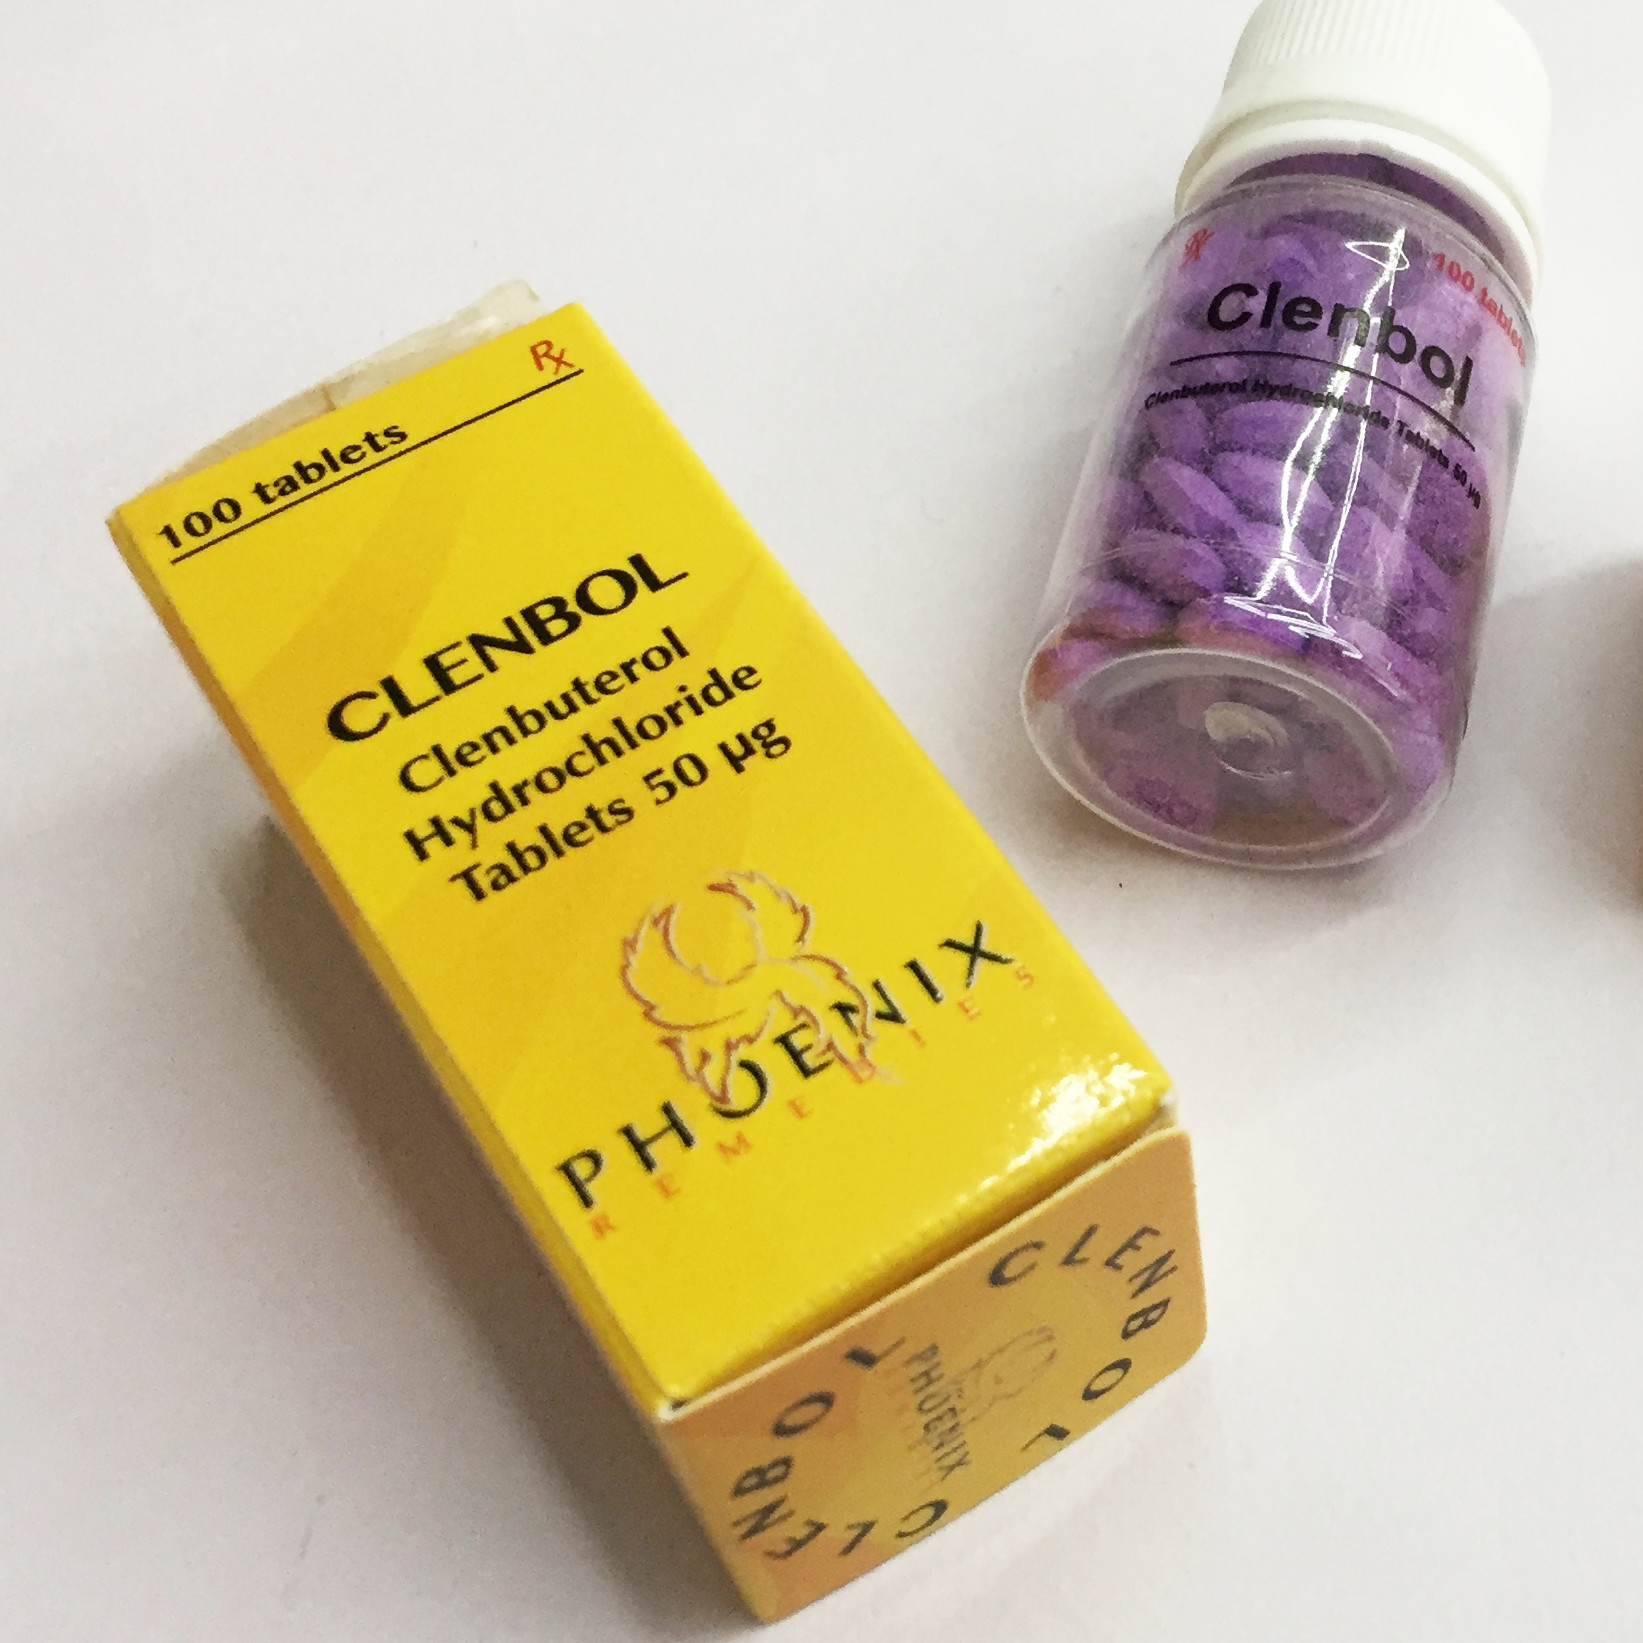 Rx
100 tablets
CLENBOL
Clenbuterol
Hydrochloride
Tablets 50 µg
PHOENIX
REMEDIES
CLENBOL
PHOENIX
CLENBOL
Rx
100 tablets
Clenbol
Clenbuterol Hydrochloride Tablets 50 µg